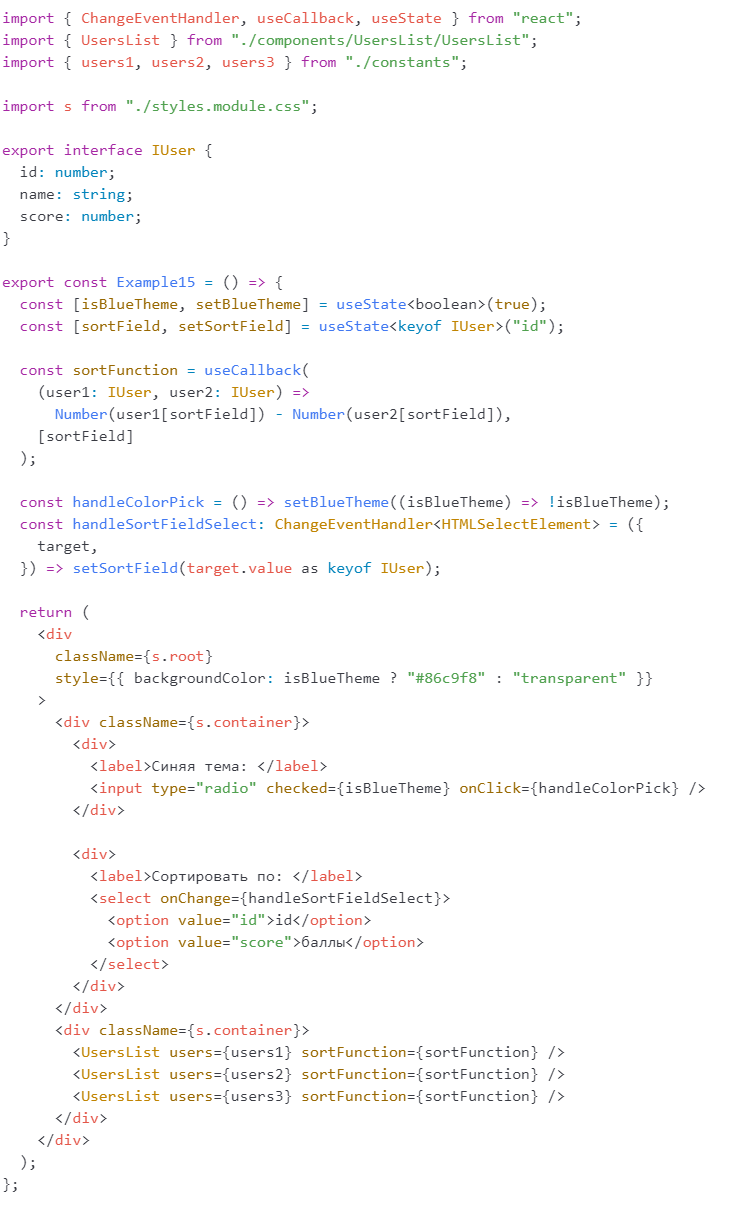 import { ChangeEventHandler, useCallback, useState } from "react";
import { UsersList } from "./components/UsersList/UsersList";
import { users1, users2, users3 } from "./constants";

import s from "./styles.module.css";

export interface IUser {
  id: number;
  name: string;
  score: number;
}

export const Example15 = () => {
  const [isBlueTheme, setBlueTheme] = useState<boolean>(true);
  const [sortField, setSortField] = useState<keyof IUser>("id");

  const sortFunction = useCallback(
    (user1: IUser, user2: IUser) =>
      Number(user1[sortField]) - Number(user2[sortField]),
    [sortField]
  );

  const handleColorPick = () => setBlueTheme((isBlueTheme) => !isBlueTheme);
  const handleSortFieldSelect: ChangeEventHandler<HTMLSelectElement> = ({
    target,
  }) => setSortField(target.value as keyof IUser);

  return (
    <div
      className={s.root}
      style={{ backgroundColor: isBlueTheme ? "#86c9f8" : "transparent" }}
    >
      <div className={s.container}>
        <div>
          <label>Синяя тема: </label>
          <input type="radio" checked={isBlueTheme} onClick={handleColorPick} />
        </div>

        <div>
          <label>Сортировать по: </label>
          <select onChange={handleSortFieldSelect}>
            <option value="id">id</option>
            <option value="score">баллы</option>
          </select>
        </div>
      </div>
      <div className={s.container}>
        <UsersList users={users1} sortFunction={sortFunction} />
        <UsersList users={users2} sortFunction={sortFunction} />
        <UsersList users={users3} sortFunction={sortFunction} />
      </div>
    </div>
  );
};